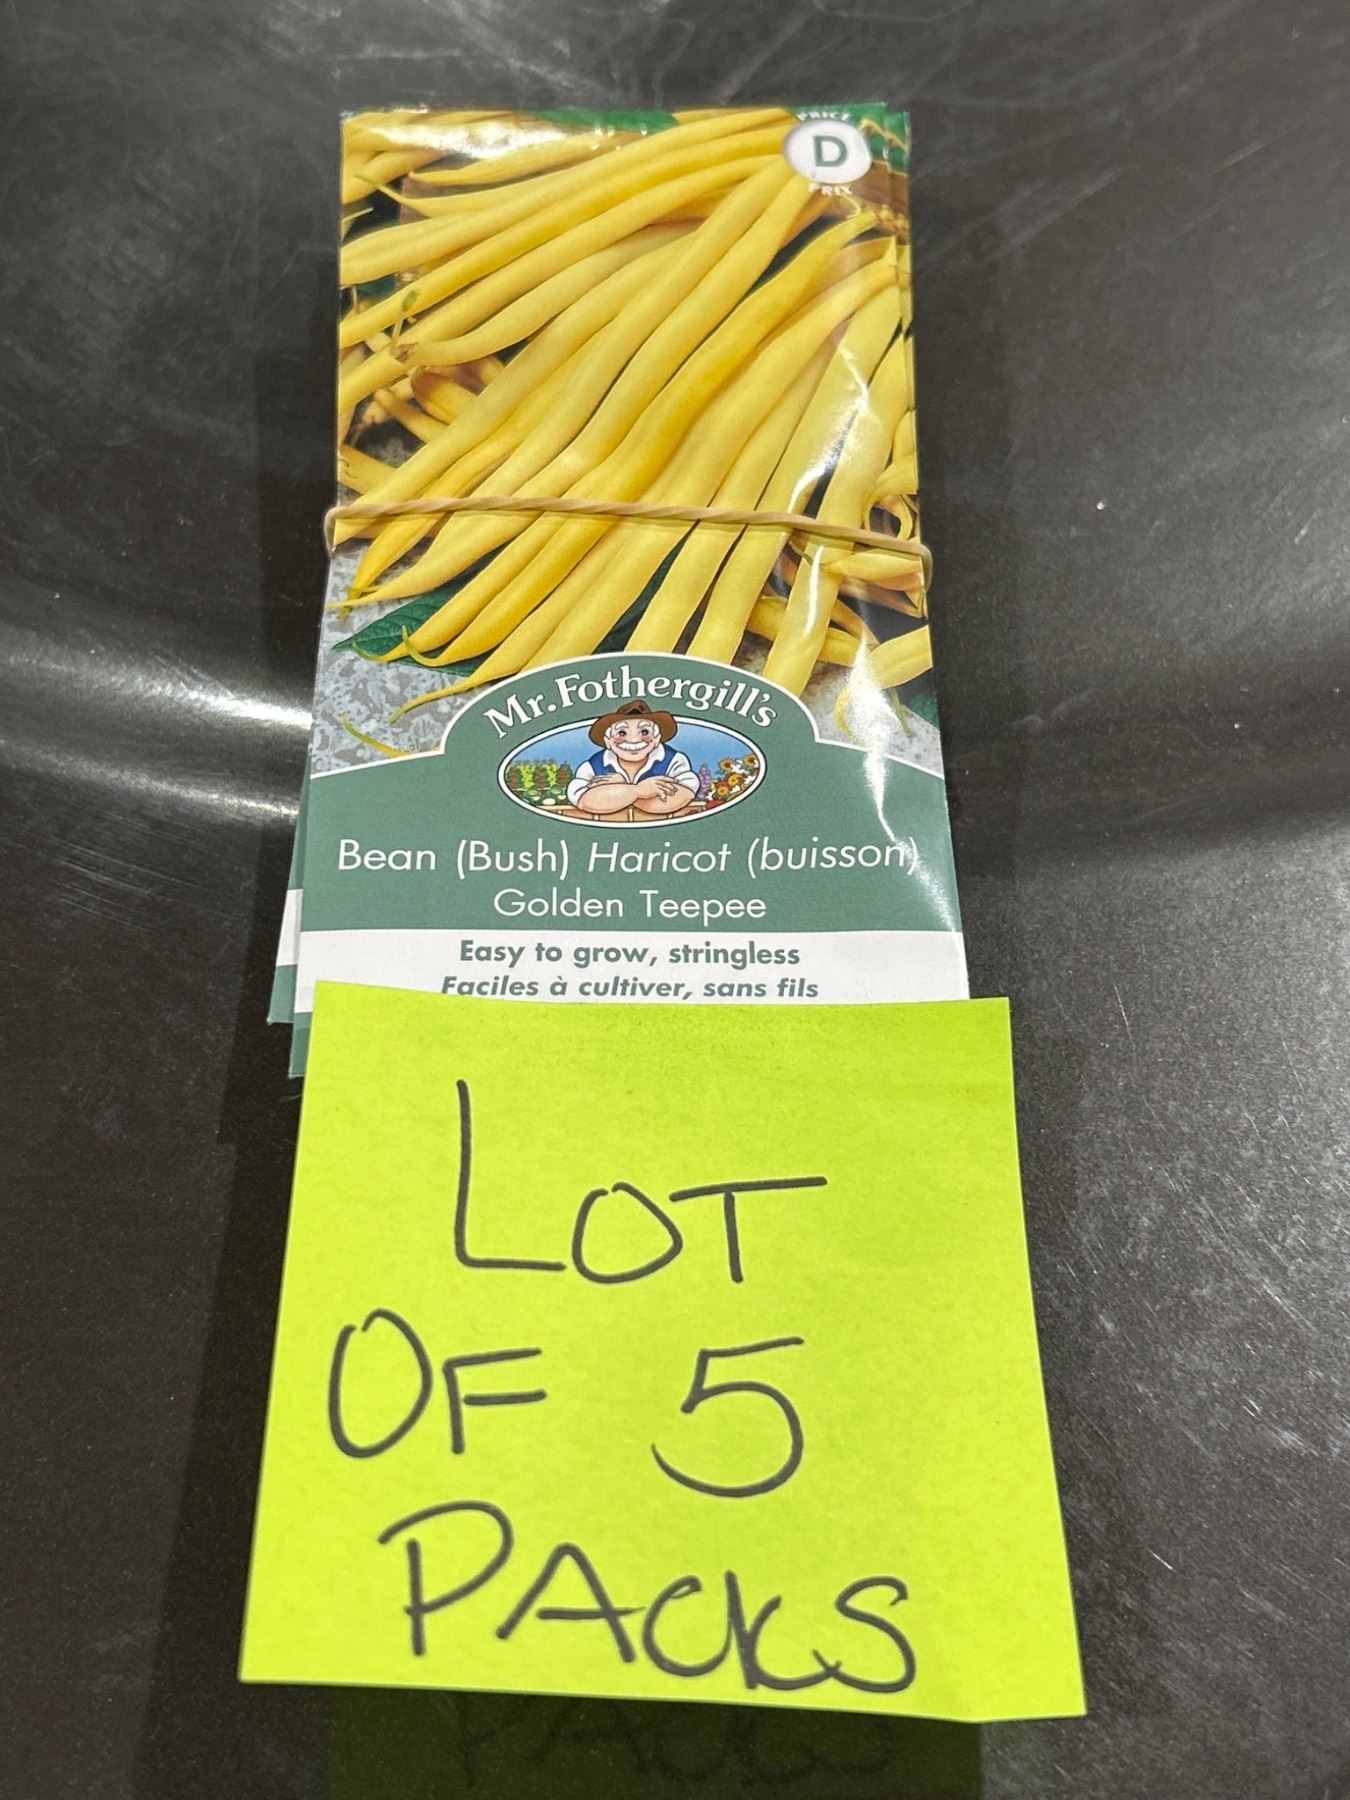 PRICE
D
PRIX
Mr. Fothergill's
Bean (Bush) Haricot (buisson)
Golden Teepee
Easy to grow, stringless
Faciles à cultiver, sans fils
LOT
OF 5
PACKS